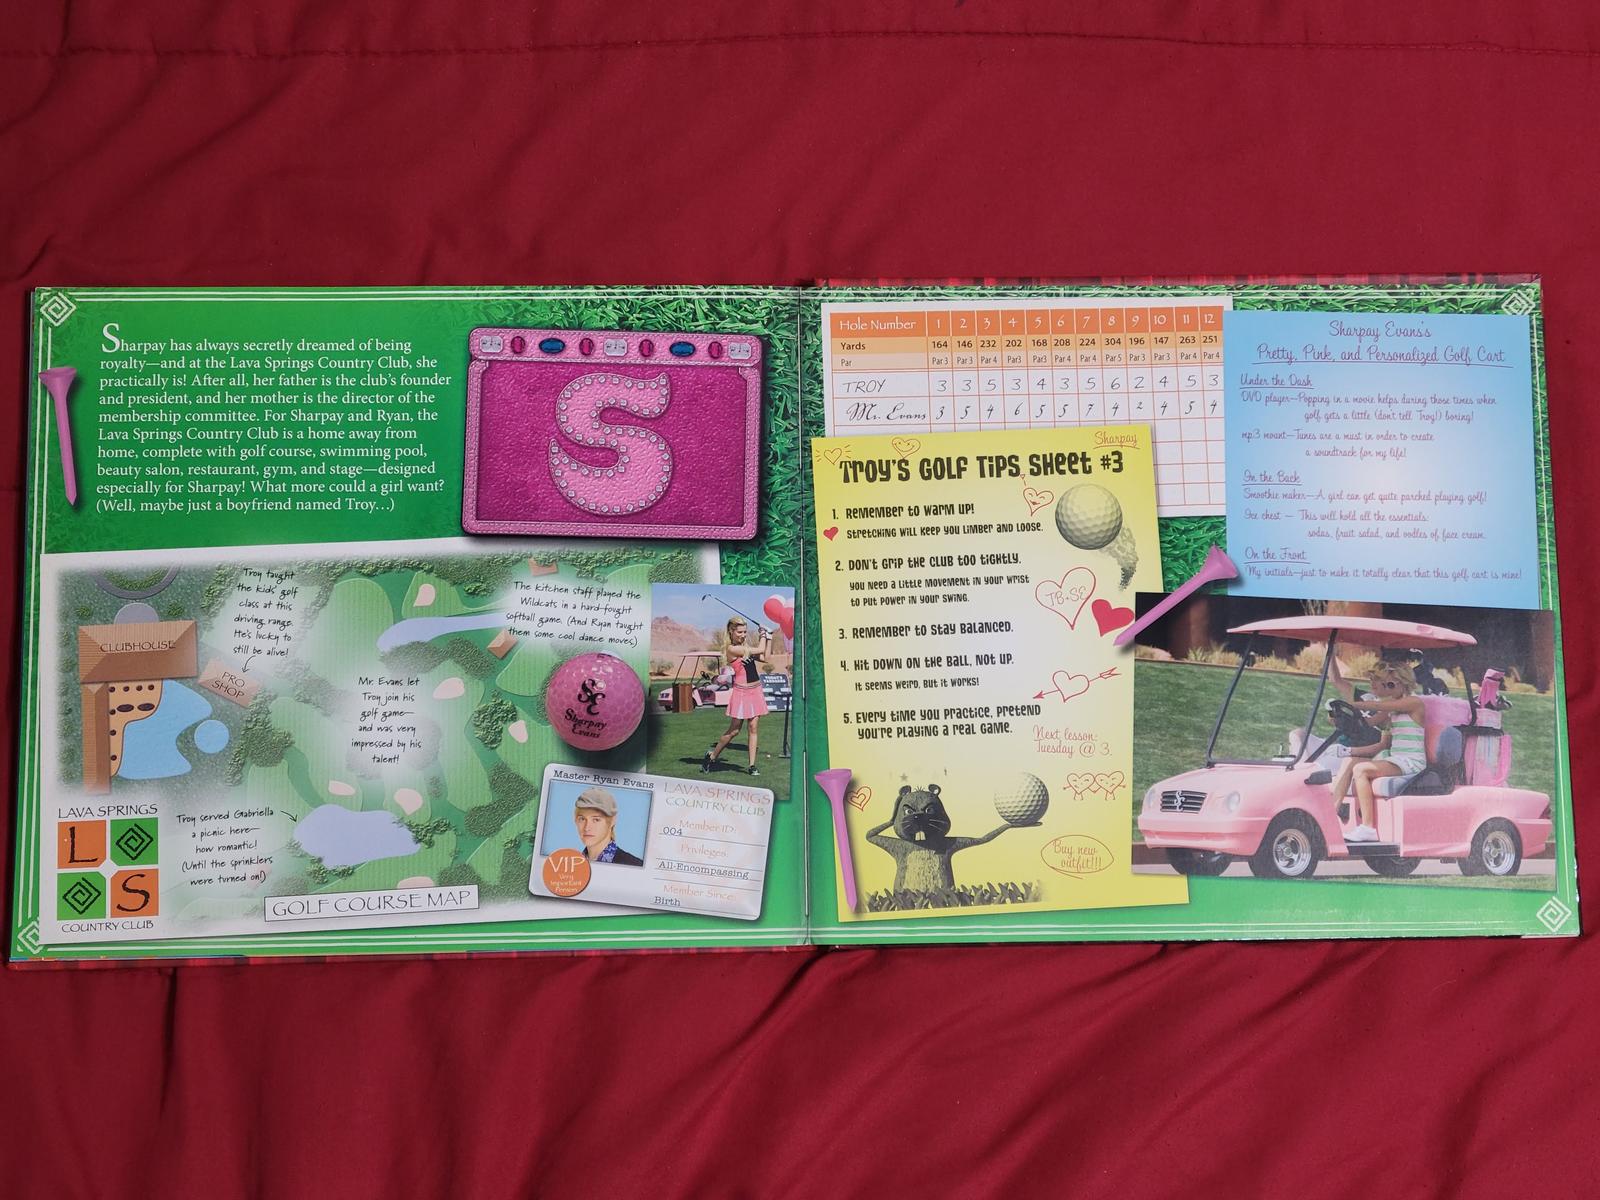 Sharpay has always secretly dreamed of being
royalty—and at the Lava Springs Country Club, she
practically is! After all, her father is the club's founder
and president, and her mother is the director of the
membership committee. For Sharpay and Ryan, the
Lava Springs Country Club is a home away from
home, complete with golf course, swimming pool,
beauty salon, restaurant, gym, and stage—designed
especially for Sharpay! What more could a girl want?
(Well, maybe just a boyfriend named Troy...)
S
Troy taught
the kids' golf
class at this
driving range.
He's lucky to
still be alive!
CLUBHOUSE
PRO
SHOP
The kitchen staff played the
Wildcats in a hard-fought
softball game. (And Ryan taught
them some cool dance moves.)
Mr. Evans let
Troy join his
golf game—
and was very
impressed by his
talent!
SE
Sharpay
Evans
Troy served Gabriella
a picnic here—
how romantic!
(Until the sprinklers
were turned on!)
LAVA SPRINGS
L
S
COUNTRY CLUB
GOLF COURSE MAP
Master Ryan Evans
LAVA SPRINGS
COUNTRY CLUB
Member ID:
004
Privileges:
All-Encompassing
Member Since:
Birth
VIP
Very
Important
Person
Hole Number 1 2 3 4 5 6 7 8 9 10 11 12
Yards 164 146 232 202 168 208 224 304 196 147 263 251
Par Par 3 Par 3 Par 4 Par 4 Par 3 Par 4 Par 4 Par 5 Par 3 Par 3 Par 4 Par 4
TROY 3 3 5 3 4 3 5 6 2 4 5 3
Mr. Evans 3 5 4 6 5 5 7 4 2 4 5 4
Sharpay
TROY'S GOLF TIPS SHEET #3
1. REMEMBER TO WARM UP!
STRETCHING WILL KEEP YOU LIMBER AND LOOSE.
2. DON'T GRIP THE CLUB TOO TIGHTLY.
YOU NEED A LITTLE MOVEMENT IN YOUR WRIST
TO PUT POWER IN YOUR SWING.
TB+SE
3. REMEMBER TO STAY BALANCED.
4. HIT DOWN ON THE BALL, NOT UP.
IT SEEMS WEIRD, BUT IT WORKS!
5. EVERY TIME YOU PRACTICE, PRETEND
YOU'RE PLAYING A REAL GAME.
Next lesson:
Tuesday @ 3.
Buy new
outfit!!!
Sharpay Evans's
Pretty, Pink, and Personalized Golf Cart
Under the Dash
DVD player—Popping in a movie helps during those times when
golf gets a little (don't tell Troy!) boring!
mp3 mount—Tunes are a must in order to create
a soundtrack for my life!
In the Back
Smoothie maker—A girl can get quite parched playing golf!
Ice chest — This will hold all the essentials:
sodas, fruit salad, and oodles of face cream.
On the Front
My initials—just to make it totally clear that this golf cart is mine!